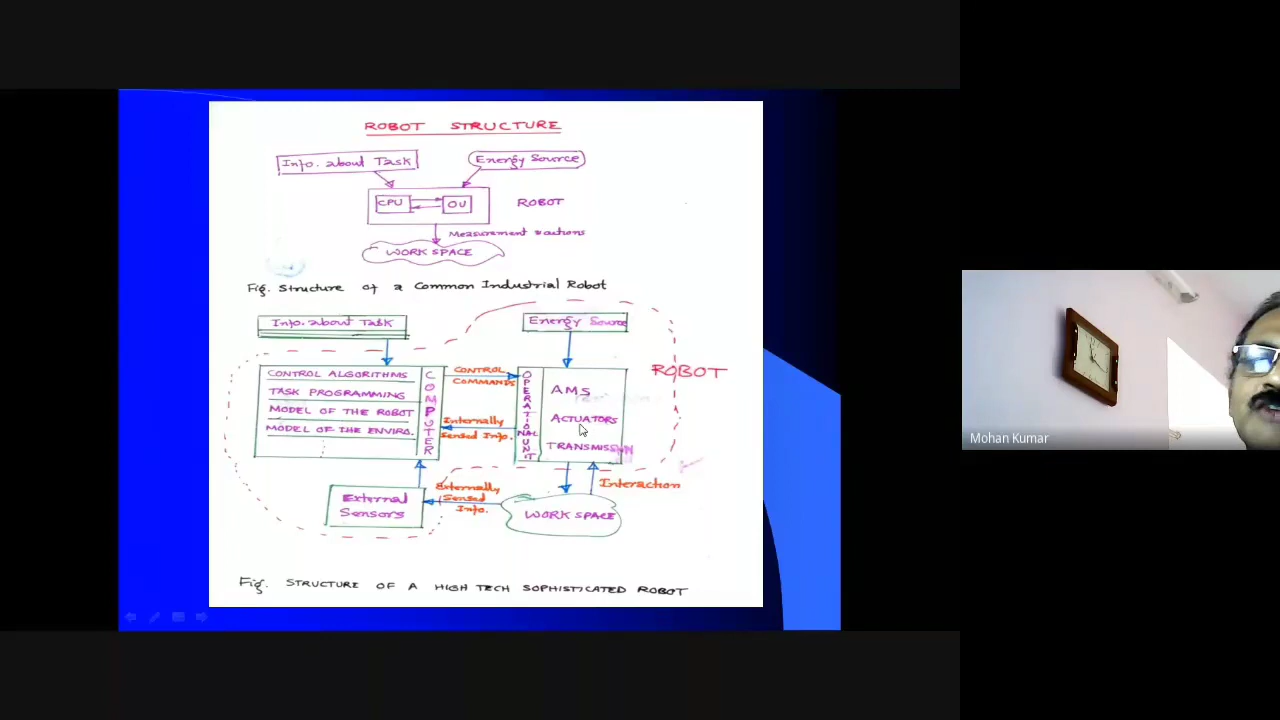 ROBOT STRUCTURE
Info. about Task
Energy Source
CPU
OU
ROBOT
Measurement & actions
WORK SPACE
Fig. Structure of a Common Industrial Robot
Info. about Task
Energy Source
ROBOT
CONTROL ALGORITHMS
TASK PROGRAMMING
MODEL OF THE ROBOT
MODEL OF THE ENVIRO.
COMPUTER
CONTROL
COMMANDS
Internally
Sensed Info.
OPERATIONAL UNIT
AMS
ACTUATORS
TRANSMISSION
Interaction
External
Sensors
Externally
Sensed
Info.
WORK SPACE
Fig. STRUCTURE OF A HIGH TECH SOPHISTICATED ROBOT
Mohan Kumar